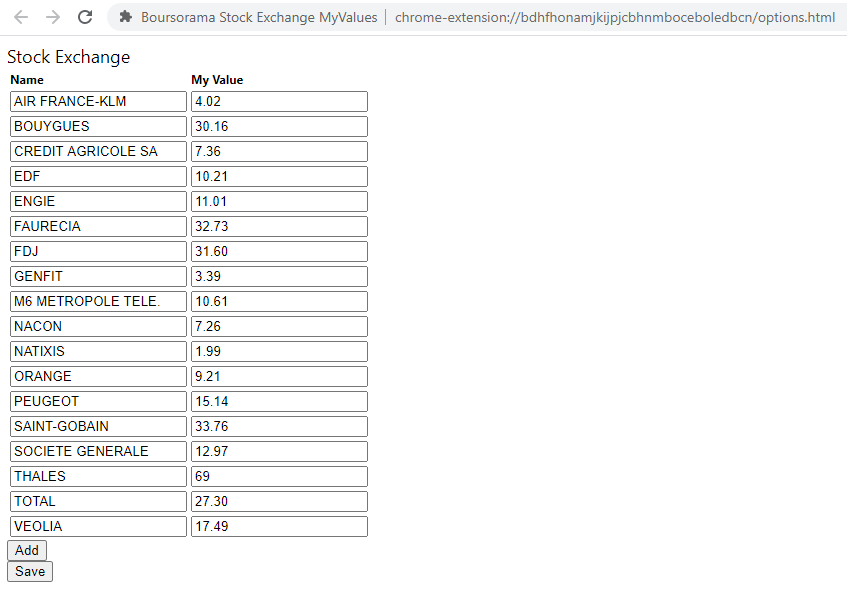 Boursorama Stock Exchange MyValues | chrome-extension://bdhfhonamjkijpjcbhnmboceboledbcn/options.html
Stock Exchange
Name My Value
AIR FRANCE-KLM 4.02
BOUYGUES 30.16
CREDIT AGRICOLE SA 7.36
EDF 10.21
ENGIE 11.01
FAURECIA 32.73
FDJ 31.60
GENFIT 3.39
M6 METROPOLE TELE. 10.61
NACON 7.26
NATIXIS 1.99
ORANGE 9.21
PEUGEOT 15.14
SAINT-GOBAIN 33.76
SOCIETE GENERALE 12.97
THALES 69
TOTAL 27.30
VEOLIA 17.49
Add
Save